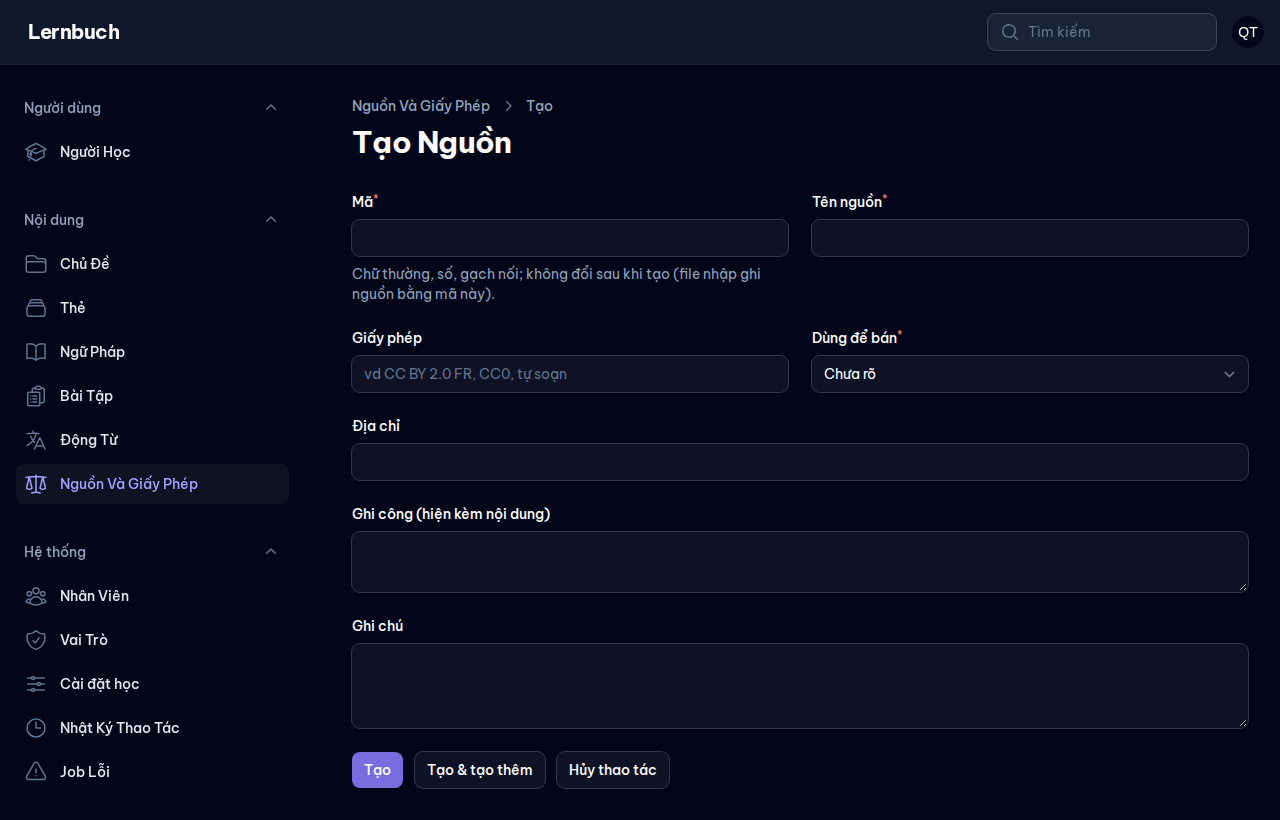 Lernbuch
Tìm kiếm
QT
Người dùng
Người Học
Nội dung
Chủ Đề
Thẻ
Ngữ Pháp
Bài Tập
Động Từ
Nguồn Và Giấy Phép
Hệ thống
Nhân Viên
Vai Trò
Cài đặt học
Nhật Ký Thao Tác
Job Lỗi
Nguồn Và Giấy Phép > Tạo
Tạo Nguồn
Mã*
Tên nguồn*
Chữ thường, số, gạch nối; không đổi sau khi tạo (file nhập ghi
nguồn bằng mã này).
Giấy phép
Dùng để bán*
vd CC BY 2.0 FR, CC0, tự soạn
Chưa rõ
Địa chỉ
Ghi công (hiện kèm nội dung)
Ghi chú
Tạo
Tạo & tạo thêm
Hủy thao tác